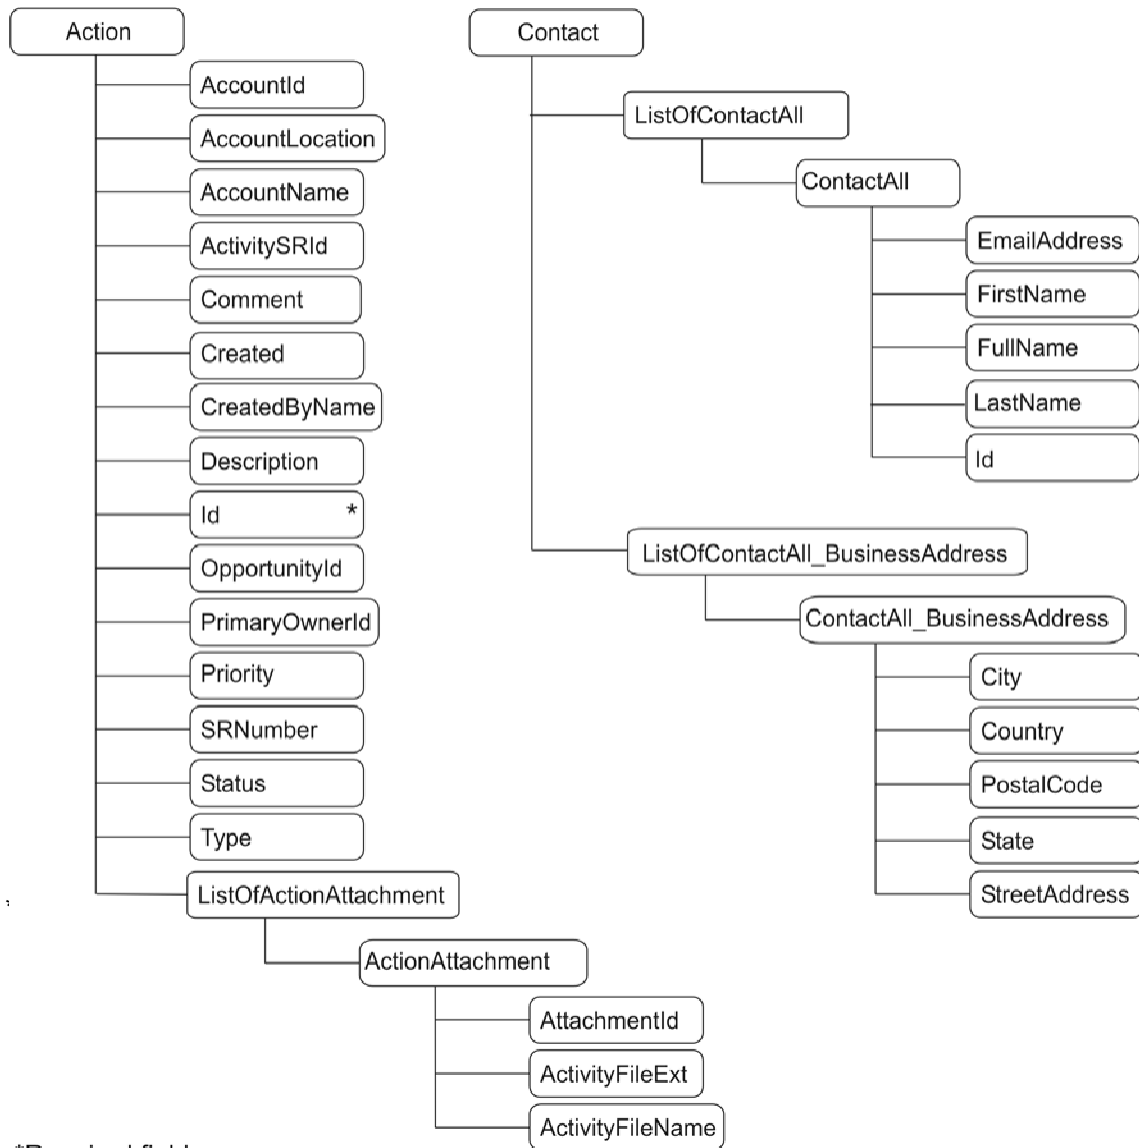 Action
AccountId
AccountLocation
AccountName
ActivitySRId
Comment
Created
CreatedByName
Description
Id *
OpportunityId
PrimaryOwnerId
Priority
SRNumber
Status
Type
ListOfActionAttachment
ActionAttachment
AttachmentId
ActivityFileExt
ActivityFileName
Contact
ListOfContactAll
ContactAll
EmailAddress
FirstName
FullName
LastName
Id
ListOfContactAll_BusinessAddress
ContactAll_BusinessAddress
City
Country
PostalCode
State
StreetAddress
,